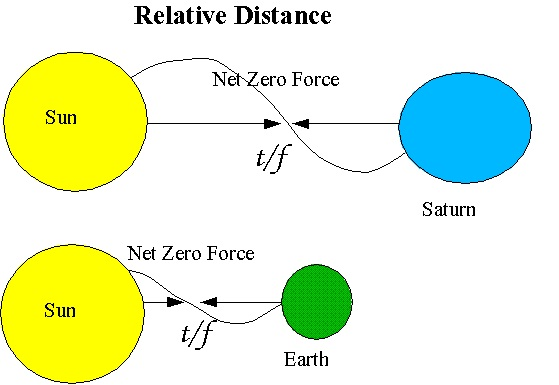 Relative Distance
Net Zero Force
Sun
t/f
Saturn
Net Zero Force
Sun
t/f
Earth